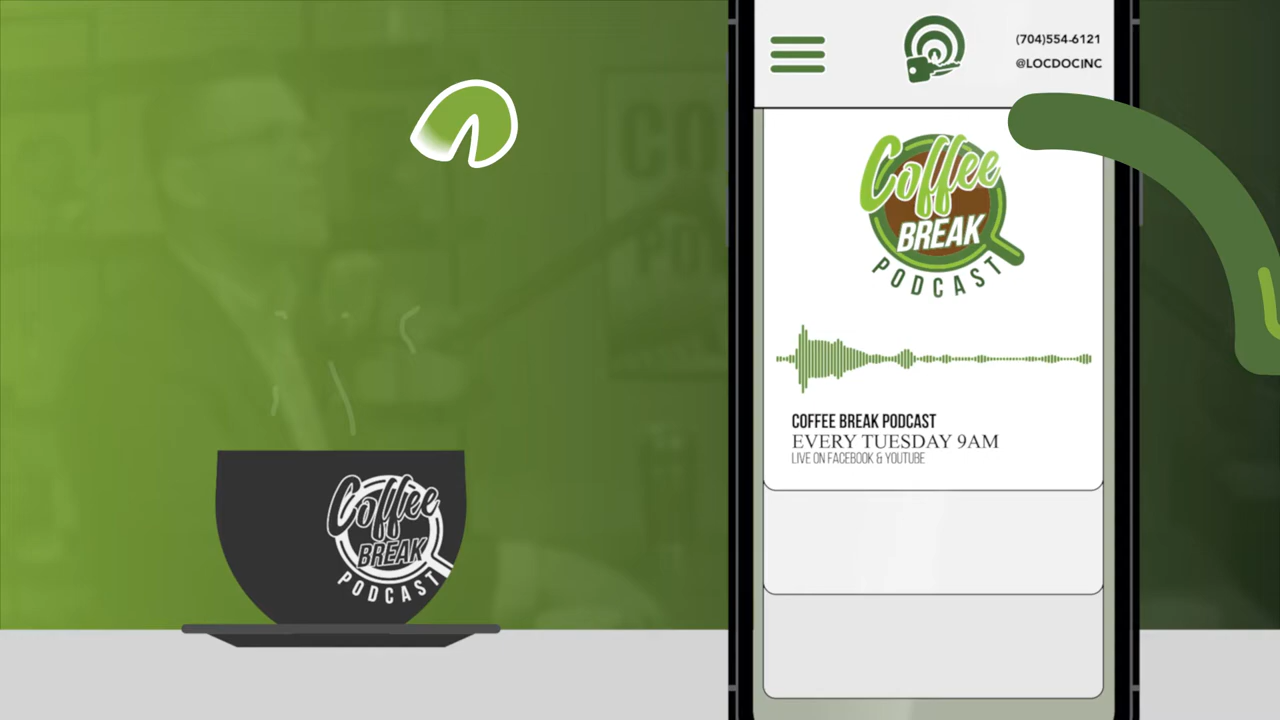 (704)554-6121
@LOCDOCINC
Coffee
BREAK
PODCAST
COFFEE BREAK PODCAST
EVERY TUESDAY 9AM
LIVE ON FACEBOOK & YOUTUBE
Coffee
BREAK
PODCAST